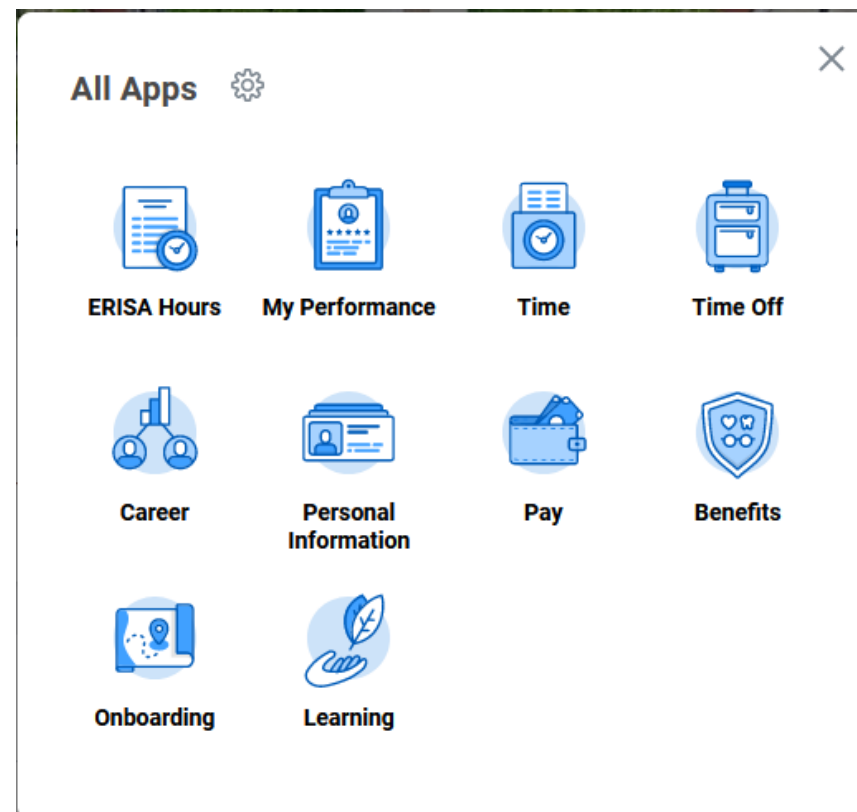 All Apps
ERISA Hours
My Performance
Time
Time Off
Career
Personal
Information
Pay
Benefits
Onboarding
Learning